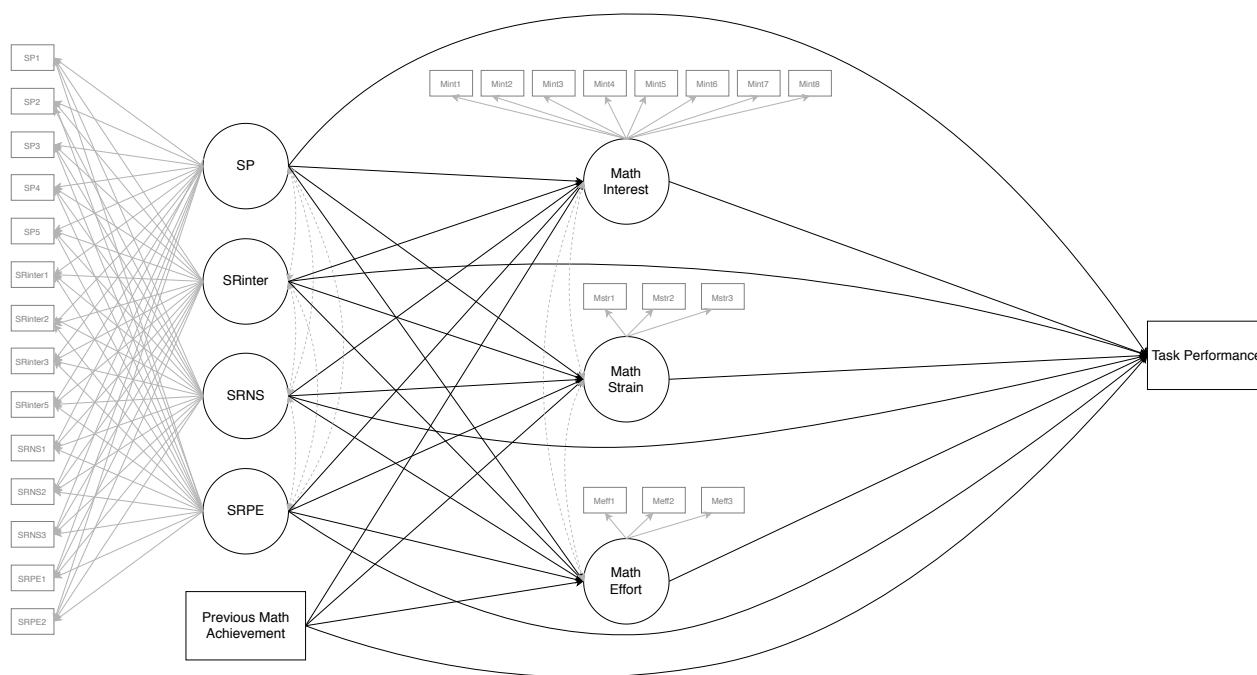 SP1
SP2
SP3
SP4
SP5
SRinter1
SRinter2
SRinter3
SRinter5
SRNS1
SRNS2
SRNS3
SRPE1
SRPE2
SP
SRinter
SRNS
SRPE
Previous Math
Achievement
Mint1 Mint2 Mint3 Mint4 Mint5 Mint6 Mint7 Mint8
Math
Interest
Mstr1 Mstr2 Mstr3
Math
Strain
Meff1 Meff2 Meff3
Math
Effort
Task Performance